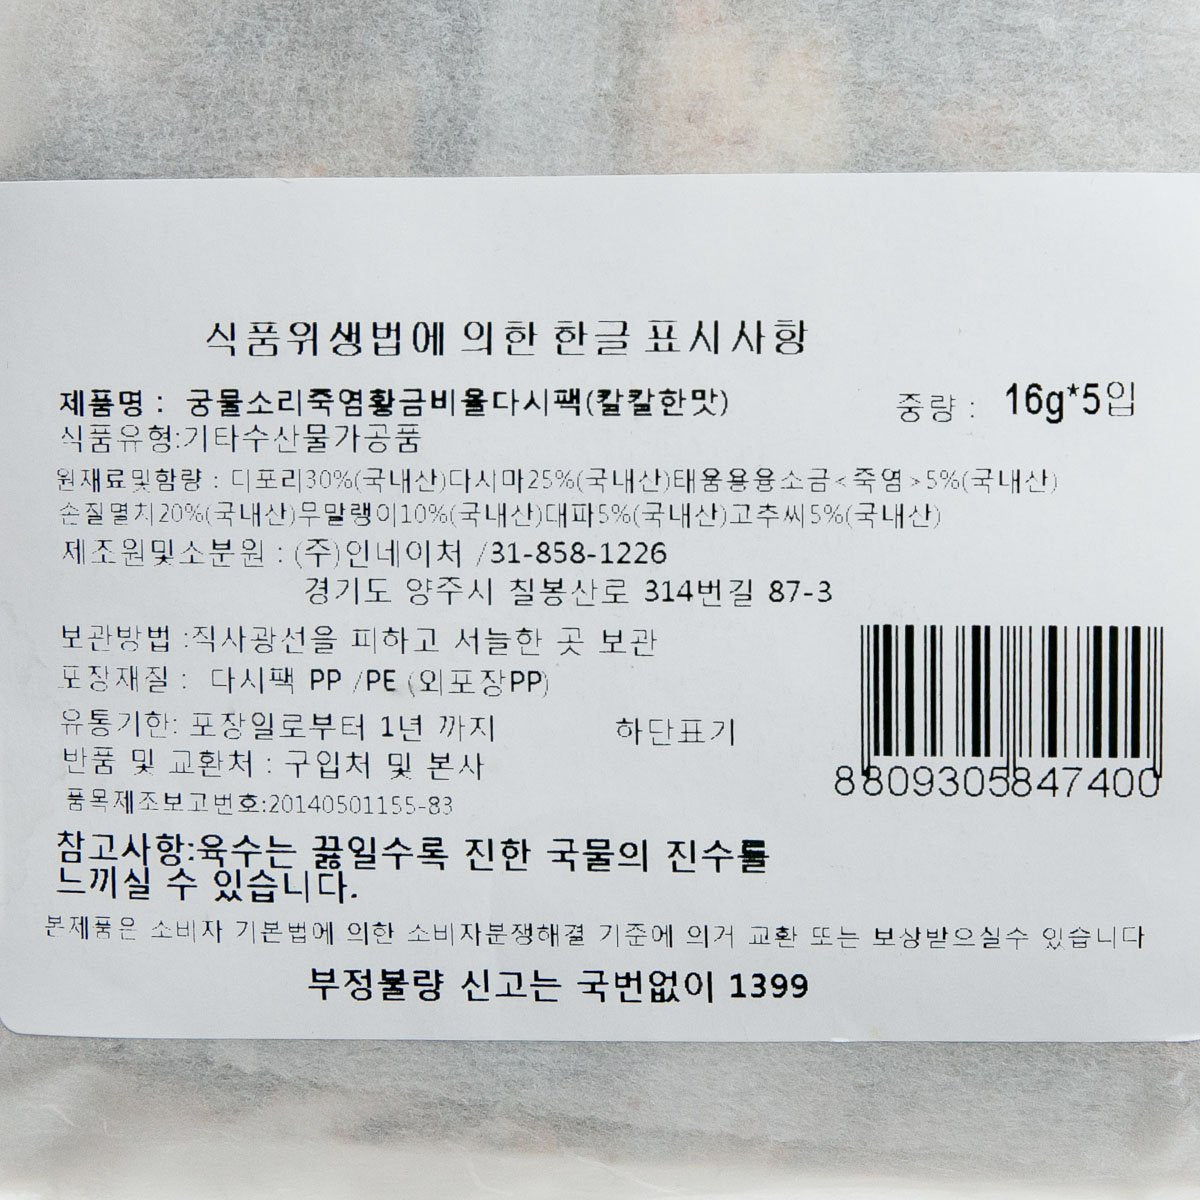 식품위생법에 의한 한글 표시사항
제품명 : 궁물소리죽염황금비율다시팩(칼칼한맛) 중량 : 16g*5입
식품유형:기타수산물가공품
원재료및함량 : 디포리30%(국내산)다시마25%(국내산)태움용융소금<죽염>5%(국내산)
손질멸치20%(국내산)무말랭이10%(국내산)대파5%(국내산)고추씨5%(국내산)
제조원및소분원 : (주)인네이처 /31-858-1226
경기도 양주시 칠봉산로 314번길 87-3
보관방법 :직사광선을 피하고 서늘한 곳 보관
포장재질 : 다시팩 PP /PE (외포장PP)
유통기한: 포장일로부터 1년 까지 하단표기
반품 및 교환처 : 구입처 및 본사
품목제조보고번호:20140501155-83
8809305847400
참고사항:육수는 끓일수록 진한 국물의 진수를
느끼실 수 있습니다.
본제품은 소비자 기본법에 의한 소비자분쟁해결 기준에 의거 교환 또는 보상받으실수 있습니다
부정불량 신고는 국번없이 1399